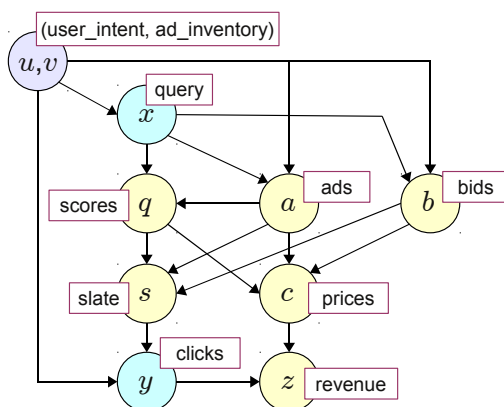 (user_intent, ad_inventory)
u,v
query
x
ads
bids
scores
q
a
b
slate
s
c
prices
clicks
y
z
revenue